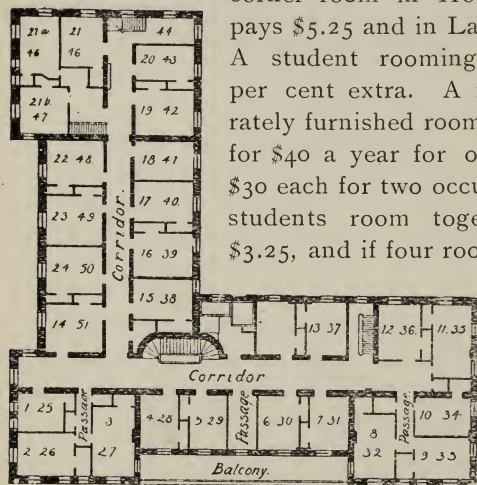 corner room in
pays $5.25 and in La
A student rooming
per cent extra. A
rately furnished room
for $40 a year for o
$30 each for two occu
students room toge
$3.25, and if four roo
21a 46
21 46
44
20 43
21b. 47
19 42
22 48.
18 41
17 40.
23 49
Corridor.
16 39
24 50
15 38
14 51
13 37
12 36.
11. 35
Corridor
1 25
Passage
3
4 28
5 29
Passage
6 30
7 31
8
Passage.
10 34
2 26
27
32
9 33
Balcony.